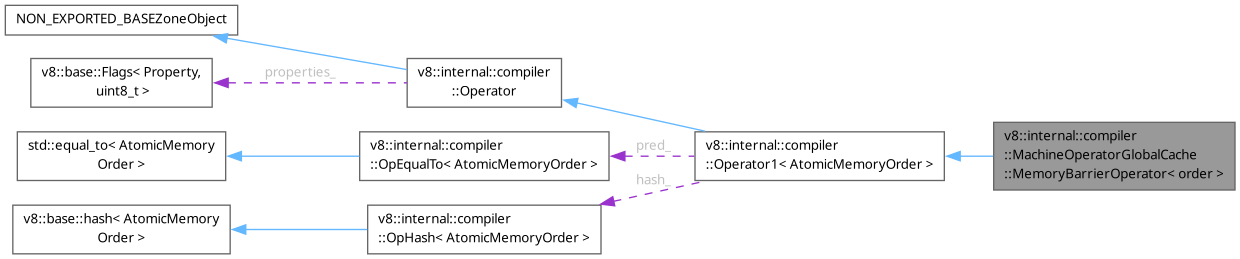 NON_EXPORTED_BASEZoneObject
v8::base::Flags< Property,
uint8_t >
properties_
v8::internal::compiler
::Operator
std::equal_to< AtomicMemory
Order >
v8::internal::compiler
::OpEqualTo< AtomicMemoryOrder >
pred_
hash_
v8::internal::compiler
::Operator1< AtomicMemoryOrder >
v8::internal::compiler
::MachineOperatorGlobalCache
::MemoryBarrierOperator< order >
v8::base::hash< AtomicMemory
Order >
v8::internal::compiler
::OpHash< AtomicMemoryOrder >